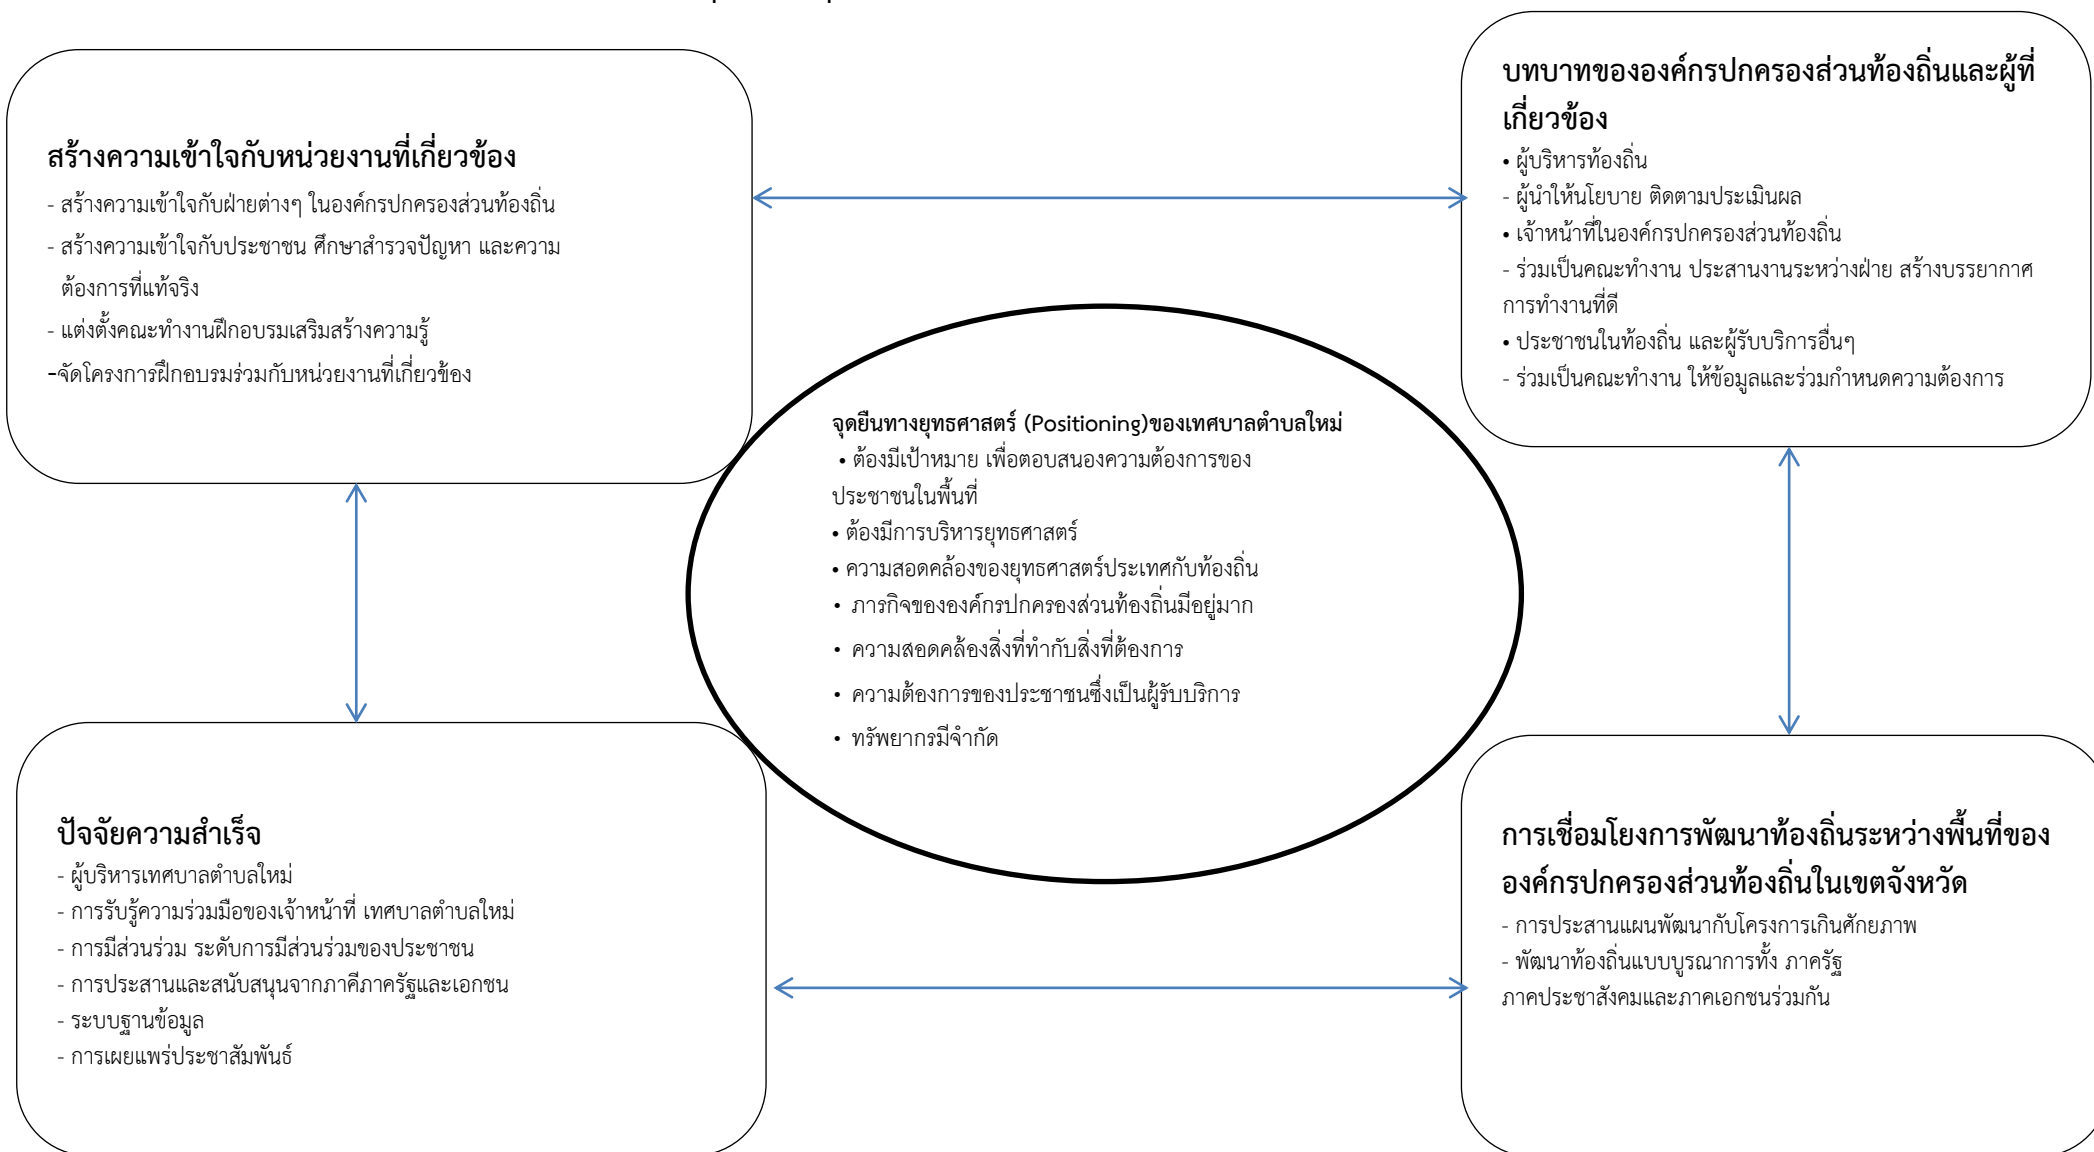 สร้างความเข้าใจกับหน่วยงานที่เกี่ยวข้อง
- สร้างความเข้าใจกับฝ่ายต่างๆ ในองค์กรปกครองส่วนท้องถิ่น
- สร้างความเข้าใจกับประชาชน ศึกษาสำรวจปัญหา และความ
ต้องการที่แท้จริง
- แต่งตั้งคณะทำงานฝึกอบรมเสริมสร้างความรู้
-จัดโครงการฝึกอบรมร่วมกับหน่วยงานที่เกี่ยวข้อง
บทบาทขององค์กรปกครองส่วนท้องถิ่นและผู้ที่
เกี่ยวข้อง
• ผู้บริหารท้องถิ่น
- ผู้นำให้นโยบาย ติดตามประเมินผล
• เจ้าหน้าที่ในองค์กรปกครองส่วนท้องถิ่น
- ร่วมเป็นคณะทำงาน ประสานงานระหว่างฝ่าย สร้างบรรยากาศ
การทำงานที่ดี
• ประชาชนในท้องถิ่น และผู้รับบริการอื่นๆ
- ร่วมเป็นคณะทำงาน ให้ข้อมูลและร่วมกำหนดความต้องการ
จุดยืนทางยุทธศาสตร์ (Positioning)ของเทศบาลตำบลใหม่
• ต้องมีเป้าหมาย เพื่อตอบสนองความต้องการของ
ประชาชนในพื้นที่
• ต้องมีการบริหารยุทธศาสตร์
• ความสอดคล้องของยุทธศาสตร์ประเทศกับท้องถิ่น
• ภารกิจขององค์กรปกครองส่วนท้องถิ่นมีอยู่มาก
• ความสอดคล้องสิ่งที่ทำกับสิ่งที่ต้องการ
• ความต้องการของประชาชนซึ่งเป็นผู้รับบริการ
• ทรัพยากรมีจำกัด
ปัจจัยความสำเร็จ
- ผู้บริหารเทศบาลตำบลใหม่
- การรับรู้ความร่วมมือของเจ้าหน้าที่ เทศบาลตำบลใหม่
- การมีส่วนร่วม ระดับการมีส่วนร่วมของประชาชน
- การประสานและสนับสนุนจากภาคีภาครัฐและเอกชน
- ระบบฐานข้อมูล
- การเผยแพร่ประชาสัมพันธ์
การเชื่อมโยงการพัฒนาท้องถิ่นระหว่างพื้นที่ของ
องค์กรปกครองส่วนท้องถิ่นในเขตจังหวัด
- การประสานแผนพัฒนากับโครงการเกินศักยภาพ
- พัฒนาท้องถิ่นแบบบูรณาการทั้ง ภาครัฐ
ภาคประชาสังคมและภาคเอกชนร่วมกัน